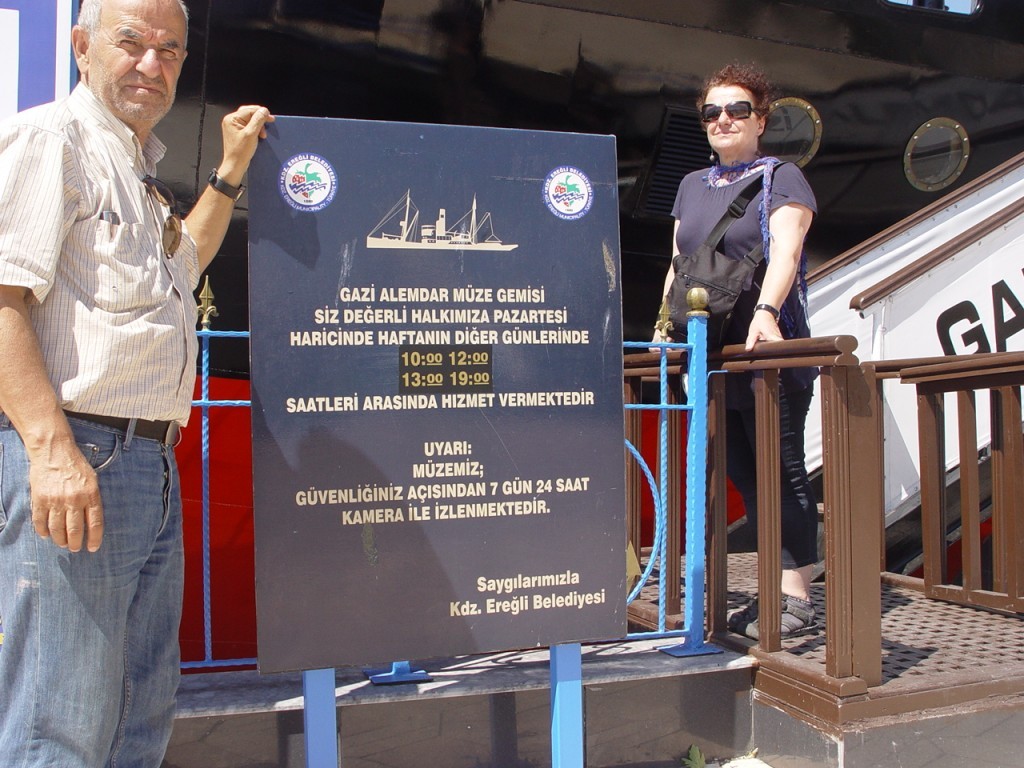 GAZİ ALEMDAR MÜZE GEMİSİ
SİZ DEĞERLİ HALKIMIZA PAZARTESİ
HARİCİNDE HAFTANIN DİĞER GÜNLERİNDE
10:00 12:00
13:00 19:00
SAATLERİ ARASINDA HİZMET VERMEKTEDİR
UYARI:
MÜZEMİZ;
GÜVENLİĞİNİZ AÇISINDAN 7 GÜN 24 SAAT
KAMERA İLE İZLENMEKTEDİR.
Saygılarımızla
Kdz. Ereğli Belediyesi
GA